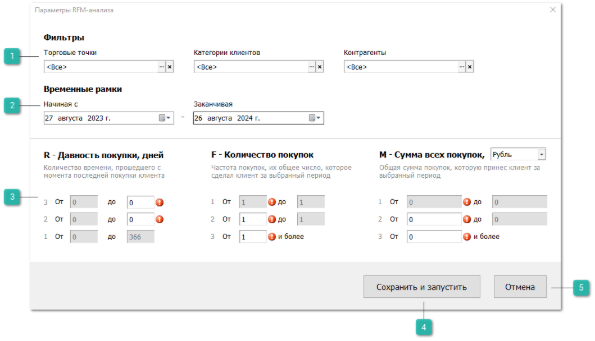 Параметры RFM-анализа
Фильтры
1
Торговые точки Категории клиентов Контрагенты
<Все> <Все> <Все>
Временные рамки
2
Начиная с Заканчивая
27 августа 2023 г. - 26 августа 2024 г.
R - Давность покупки, дней F - Количество покупок M - Сумма всех покупок, Рубль
Количество времени, прошедшего с Частота покупок, их общее число, которое Общая сумма покупок, которую принес клиент за
момента последней покупки клиента сделал клиент за выбранный период выбранный период
3
3 От 0 до 0 1 От 1 до 1 1 От 0 до 0
2 От 0 до 0 2 От 1 до 1 2 От 0 до 0
1 От 0 до 366 3 От 1 и более 3 От 0 и более
Сохранить и запустить Отмена
5
4